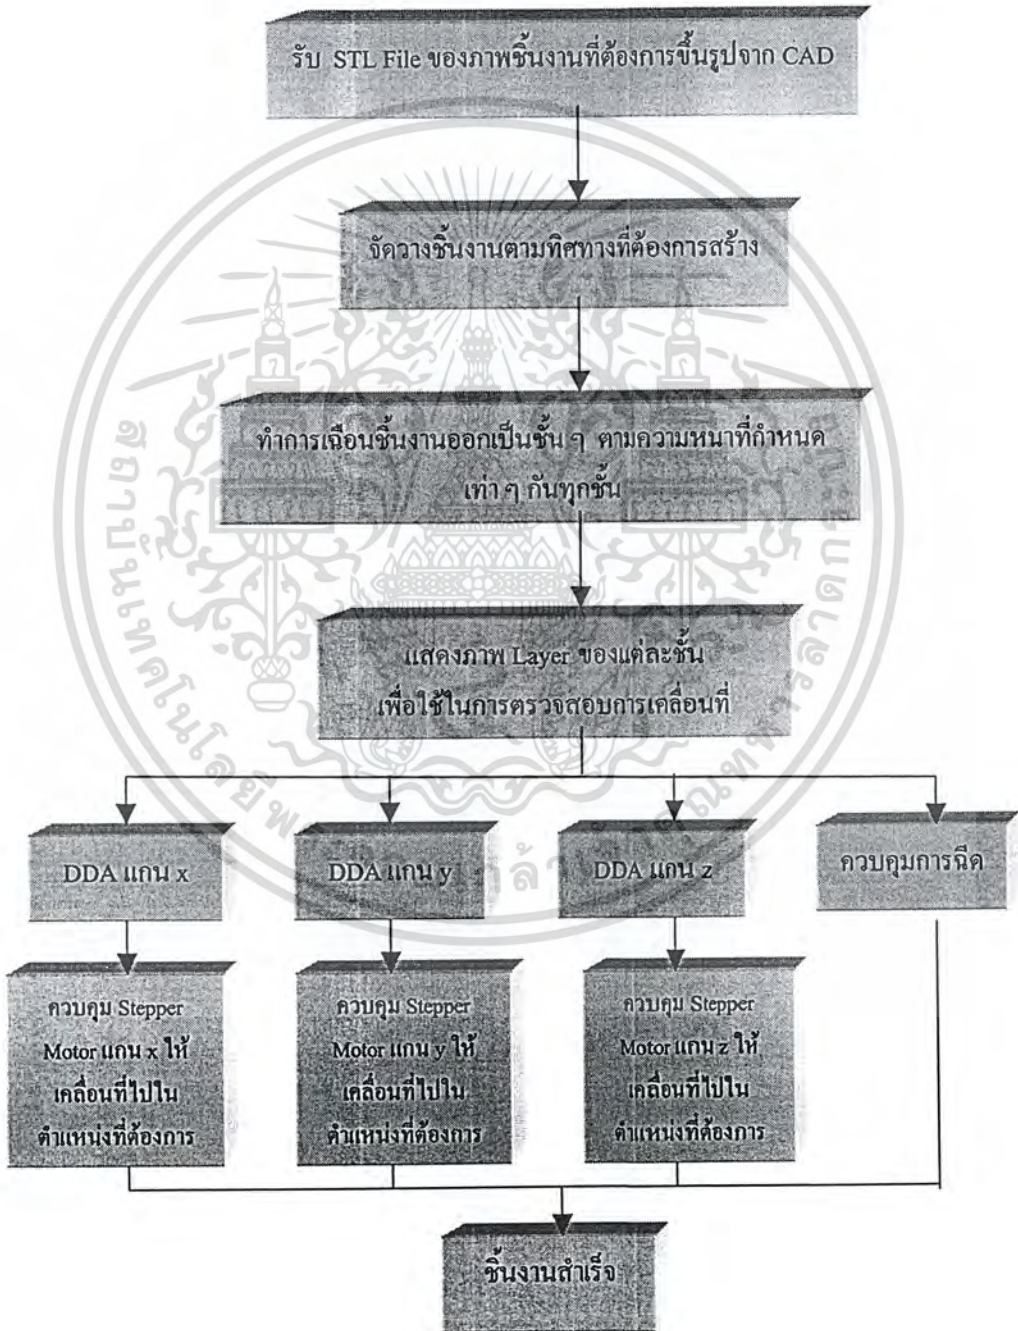 รับ STL File ของภาพชิ้นงานที่ต้องการขึ้นรูปจาก CAD
จัดวางชิ้นงานตามทิศทางที่ต้องการสร้าง
ทำการเฉือนชิ้นงานออกเป็นชั้น ๆ ตามความหนาที่กำหนด
เท่า ๆ กันทุกชั้น
แสดงภาพ Layer ของแต่ละชั้น
เพื่อใช้ในการตรวจสอบการเคลื่อนที่
DDA แกน x
DDA แกน y
DDA แกน z
ควบคุมการฉีด
ควบคุม Stepper
Motor แกน x ให้
เคลื่อนที่ไปใน
ตำแหน่งที่ต้องการ
ควบคุม Stepper
Motor แกน y ให้
เคลื่อนที่ไปใน
ตำแหน่งที่ต้องการ
ควบคุม Stepper
Motor แกน z ให้
เคลื่อนที่ไปใน
ตำแหน่งที่ต้องการ
ชิ้นงานสำเร็จ
สถาบันเทคโนโลยีพ